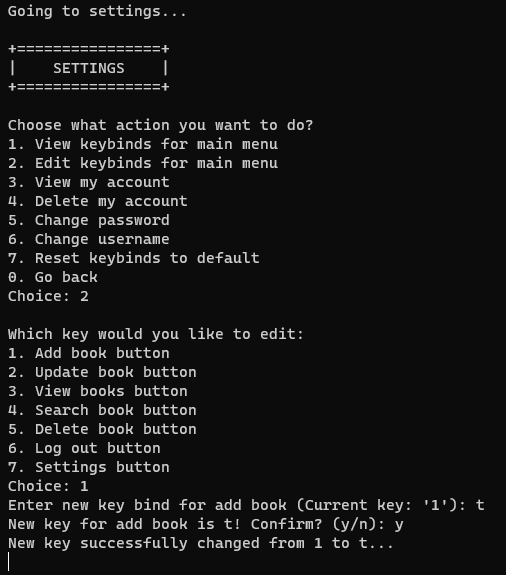 Going to settings...
+================+
|    SETTINGS    |
+================+
Choose what action you want to do?
1. View keybinds for main menu
2. Edit keybinds for main menu
3. View my account
4. Delete my account
5. Change password
6. Change username
7. Reset keybinds to default
0. Go back
Choice: 2
Which key would you like to edit:
1. Add book button
2. Update book button
3. View books button
4. Search book button
5. Delete book button
6. Log out button
7. Settings button
Choice: 1
Enter new key bind for add book (Current key: '1'): t
New key for add book is t! Confirm? (y/n): y
New key successfully changed from 1 to t...